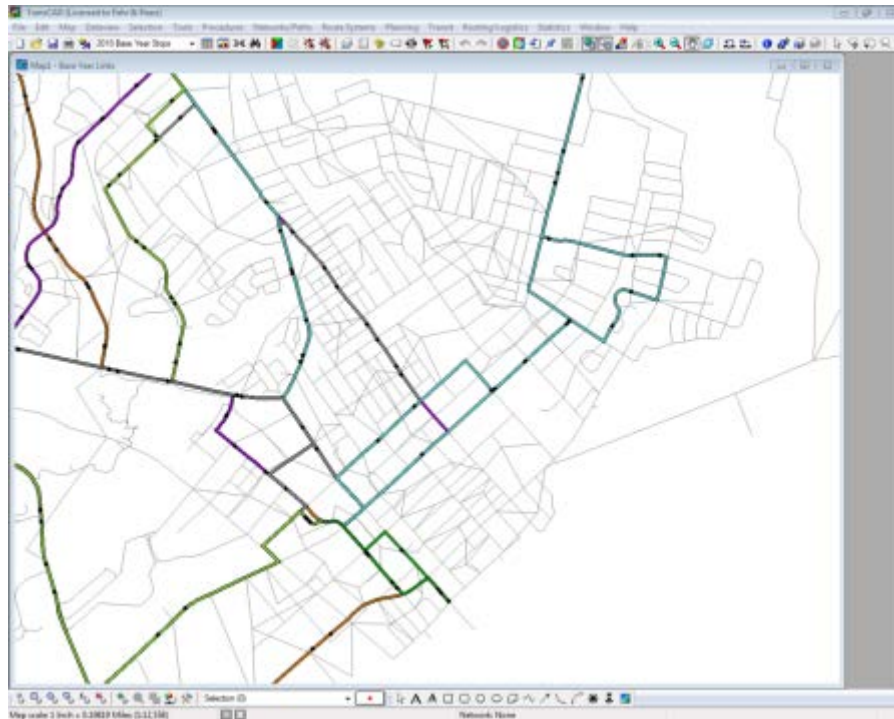 TransCAD (Licensed to Fehr & Peers)
File Edit Map Dataview Selection Tools Procedures Networks/Paths Route Systems Planning Transit Routing/Logistics Statistics Window Help
2010 Base Year Stops
Map1 - Base Year Links
Selection (0)
Network: None